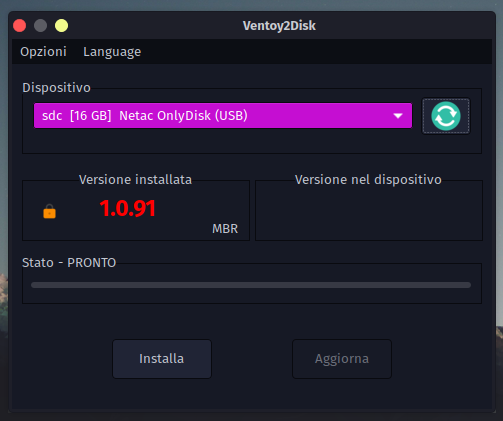 Ventoy2Disk
Opzioni Language
Dispositivo
sdc [16 GB] Netac OnlyDisk (USB)
Versione installata
1.0.91
MBR
Versione nel dispositivo
Stato - PRONTO
Installa
Aggiorna